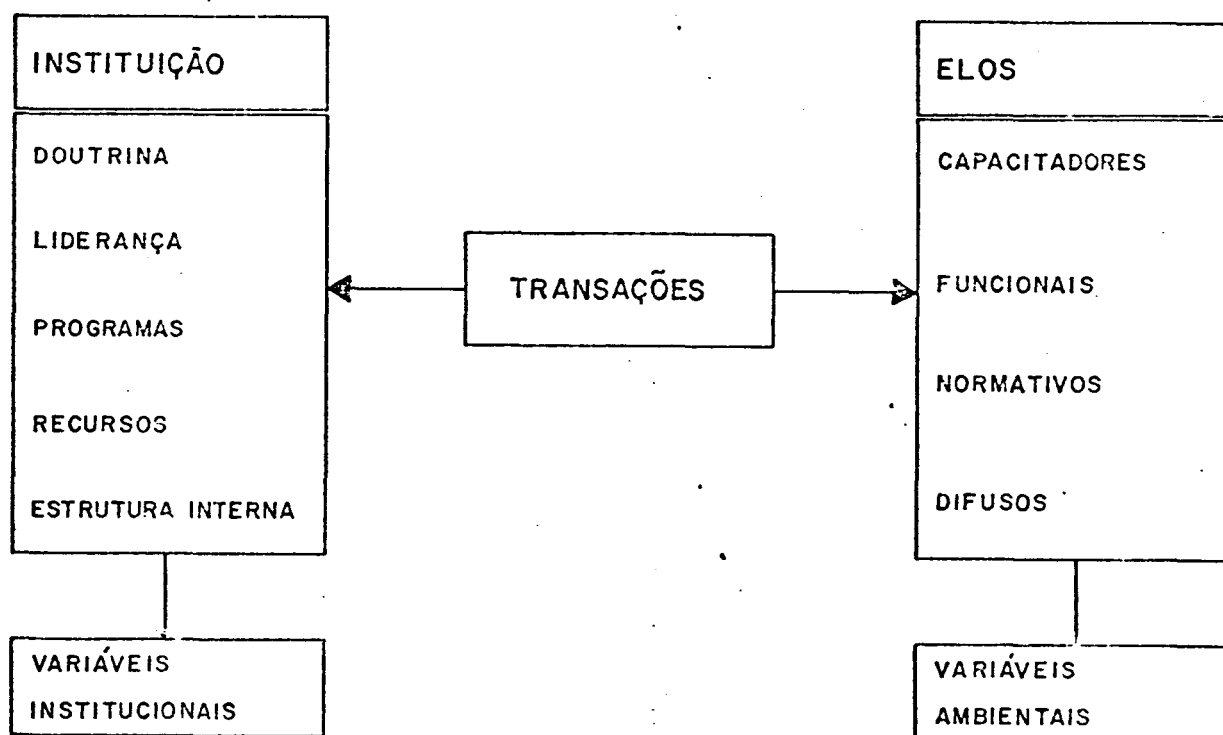 INSTITUIÇÃO
DOUTRINA
LIDERANÇA
PROGRAMAS
RECURSOS
ESTRUTURA INTERNA
VARIÁVEIS
INSTITUCIONAIS
TRANSAÇÕES
ELOS
CAPACITADORES
FUNCIONAIS
NORMATIVOS
DIFUSOS
VARIÁVEIS
AMBIENTAIS